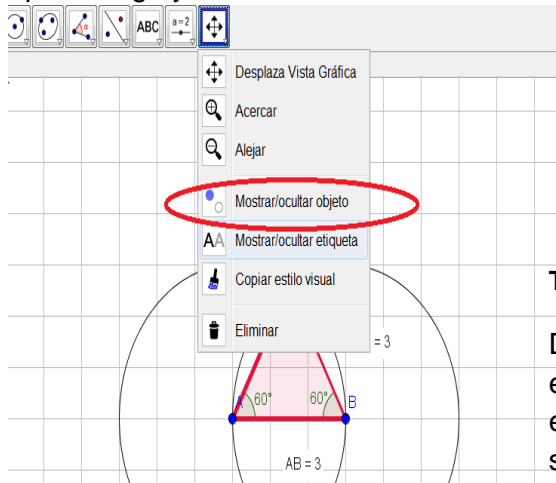 ABC a=2
Desplaza Vista Gráfica
Acercar
Alejar
Mostrar/ocultar objeto
AA Mostrar/ocultar etiqueta
Copiar estilo visual
Eliminar
= 3
A 60° 60° B
AB = 3